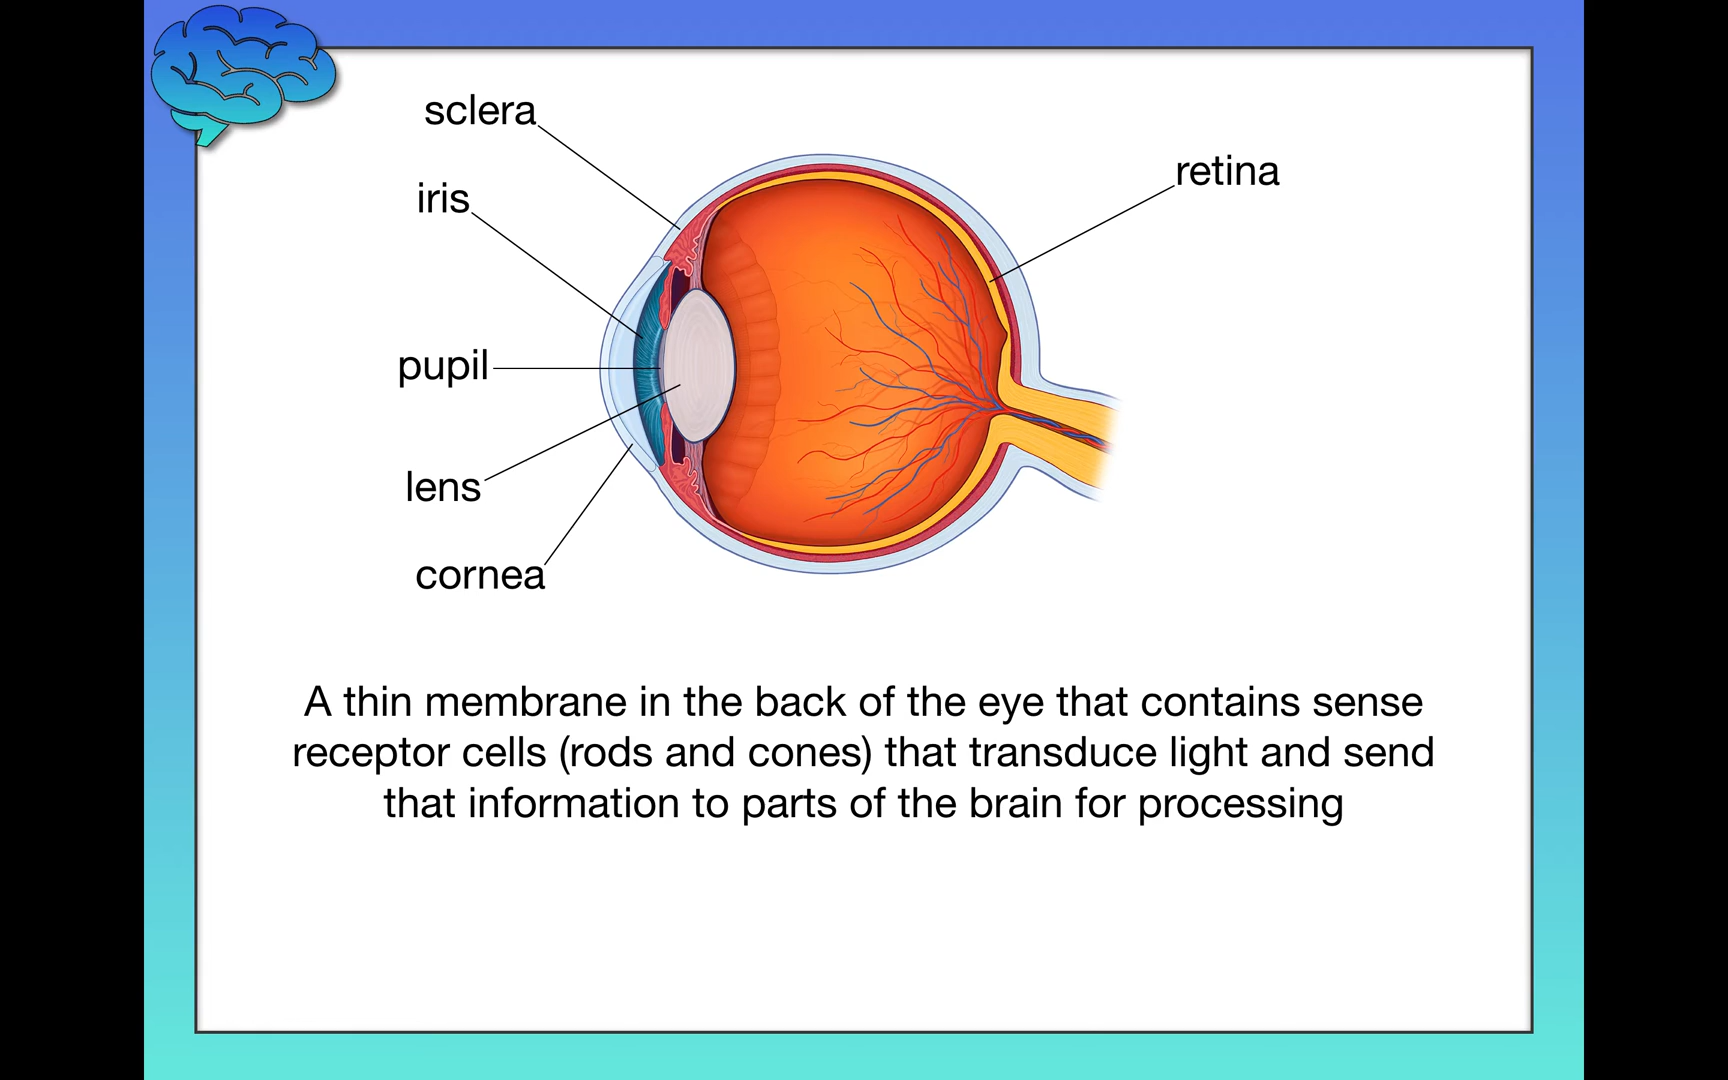 sclera
retina
iris
pupil
lens
cornea
A thin membrane in the back of the eye that contains sense
receptor cells (rods and cones) that transduce light and send
that information to parts of the brain for processing